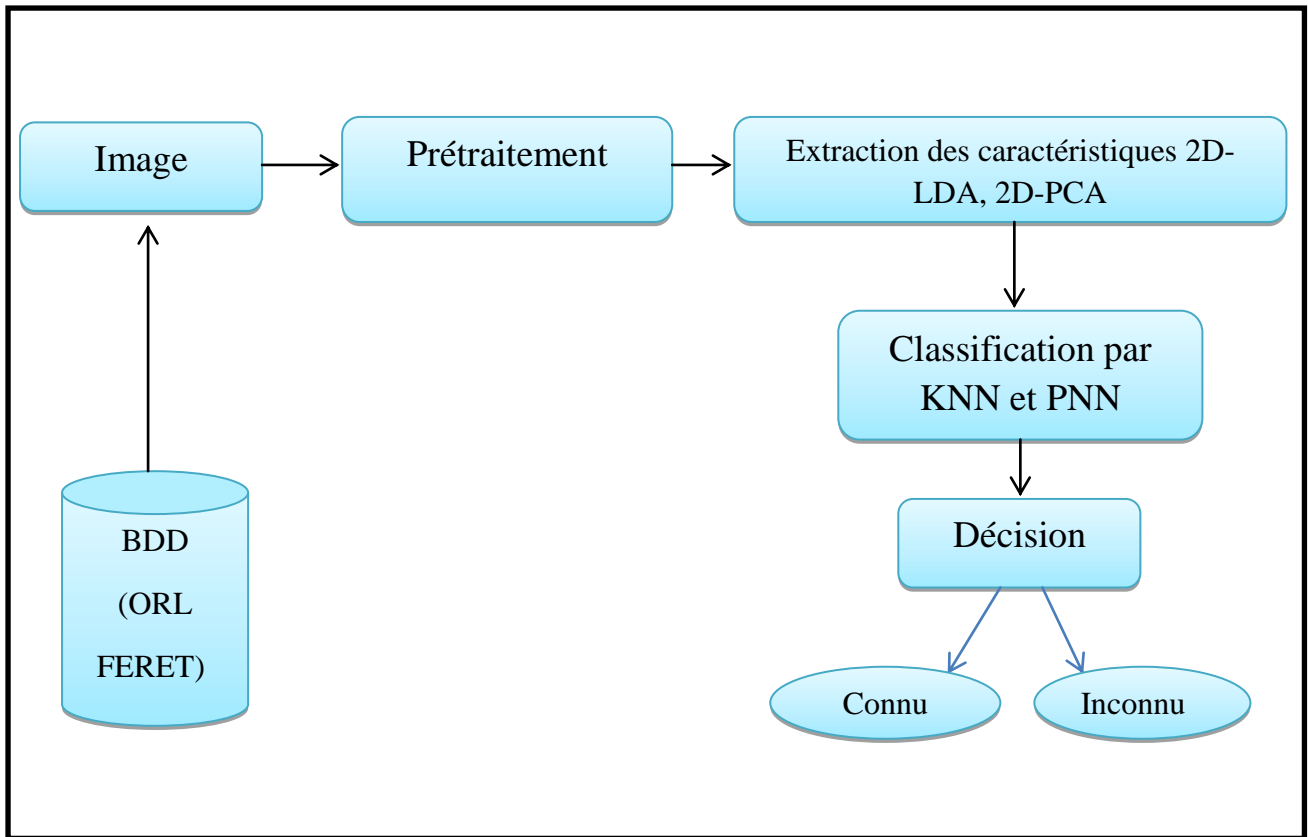 Image
Prétraitement
Extraction des caractéristiques 2D-
LDA, 2D-PCA
Classification par
KNN et PNN
BDD
(ORL
FERET)
Décision
Connu
Inconnu